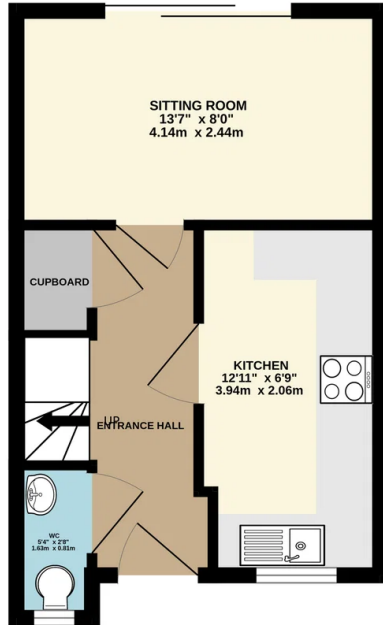 SITTING ROOM
13'7" x 8'0"
4.14m x 2.44m
CUPBOARD
KITCHEN
12'11" x 6'9"
3.94m x 2.06m
UP
ENTRANCE HALL
WC
5'4" x 2'8"
1.63m x 0.81m